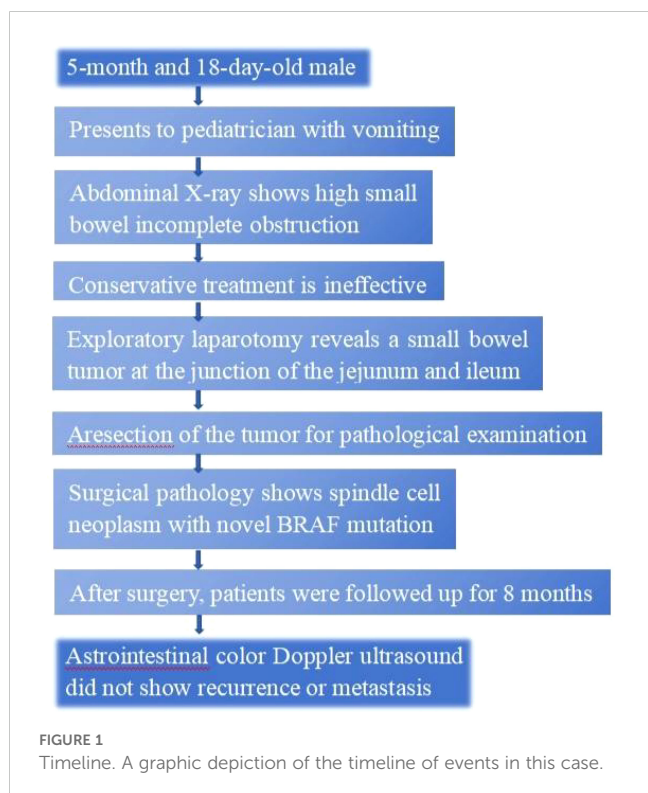 5-month and 18-day-old male
Presents to pediatrician with vomiting
Abdominal X-ray shows high small
bowel incomplete obstruction
Conservative treatment is ineffective
Exploratory laparotomy reveals a small bowel
tumor at the junction of the jejunum and ileum
Aresection of the tumor for pathological examination
Surgical pathology shows spindle cell
neoplasm with novel BRAF mutation
After surgery, patients were followed up for 8 months
Astrointestinal color Doppler ultrasound
did not show recurrence or metastasis
FIGURE 1
Timeline. A graphic depiction of the timeline of events in this case.